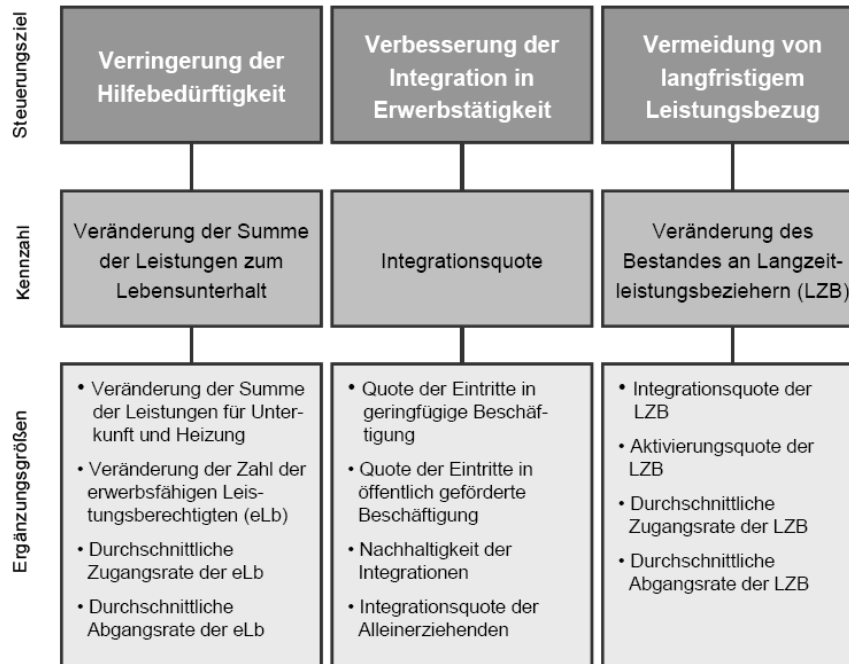 Steuerungsziel
Verringerung der
Hilfebedürftigkeit
Verbesserung der
Integration in
Erwerbstätigkeit
Vermeidung von
langfristigem
Leistungsbezug
Kennzahl
Veränderung der Summe
der Leistungen zum
Lebensunterhalt
Integrationsquote
Veränderung des
Bestandes an Langzeit-
leistungsbeziehern (LZB)
Ergänzungsgrößen
• Veränderung der Summe
der Leistungen für Unter-
kunft und Heizung
• Veränderung der Zahl der
erwerbsfähigen Leis-
tungsberechtigten (eLb)
• Durchschnittliche
Zugangsrate der eLb
• Durchschnittliche
Abgangsrate der eLb
• Quote der Eintritte in
geringfügige Beschäf-
tigung
• Quote der Eintritte in
öffentlich geförderte
Beschäftigung
• Nachhaltigkeit der
Integrationen
• Integrationsquote der
Alleinerziehenden
• Integrationsquote der
LZB
• Aktivierungsquote der
LZB
• Durchschnittliche
Zugangsrate der LZB
• Durchschnittliche
Abgangsrate der LZB